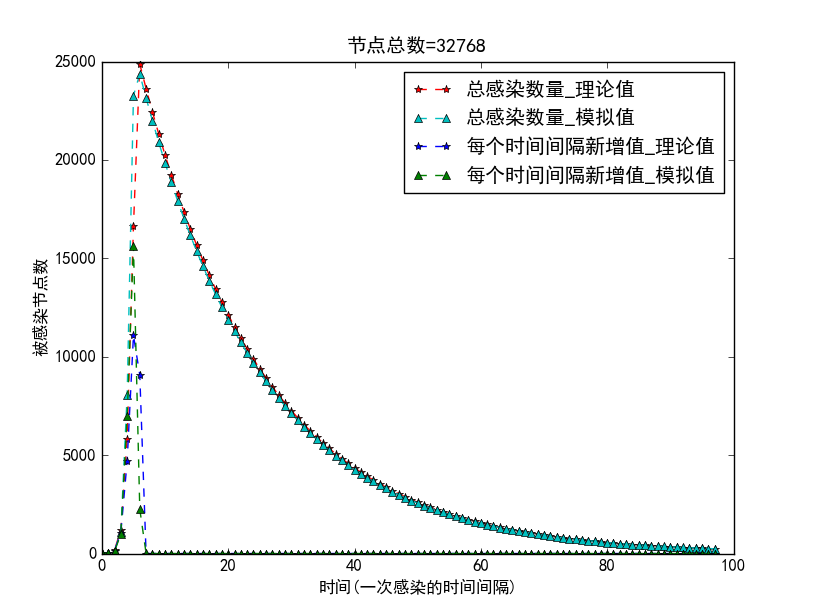 节点总数=32768
25000
20000
15000
10000
5000
0
被感染节点数
总感染数量_理论值
总感染数量_模拟值
每个时间间隔新增值_理论值
每个时间间隔新增值_模拟值
0 20 40 60 80 100
时间(一次感染的时间间隔)